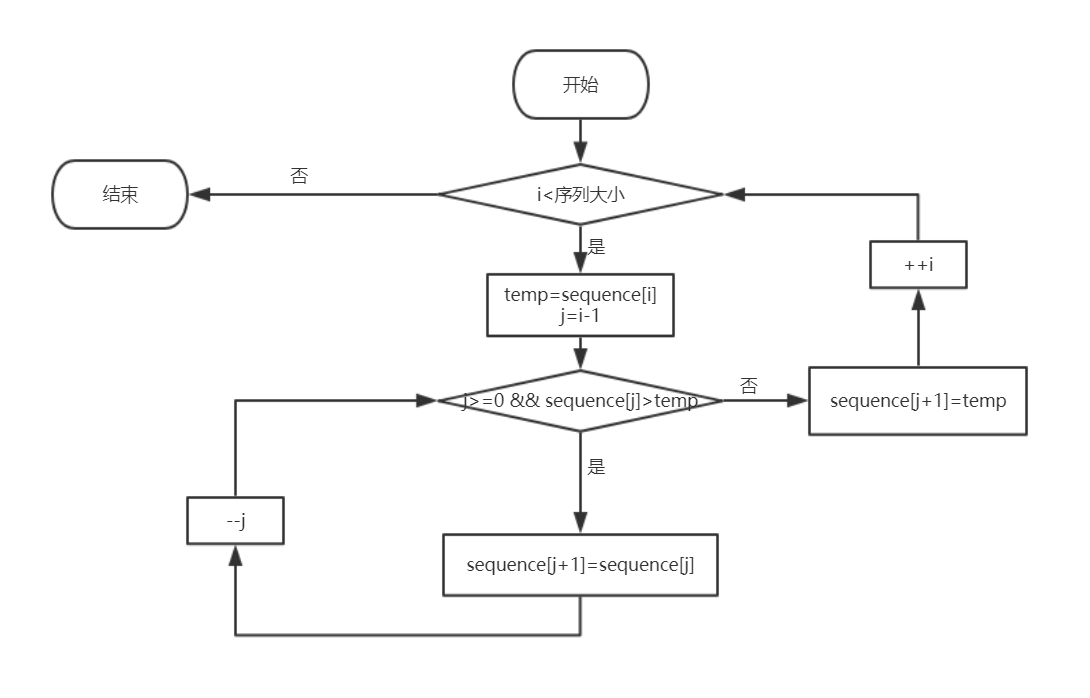 开始
i<序列大小
否
结束
是
++i
temp=sequence[i]
j=i-1
j>=0 && sequence[j]>temp
否
sequence[j+1]=temp
是
--j
sequence[j+1]=sequence[j]